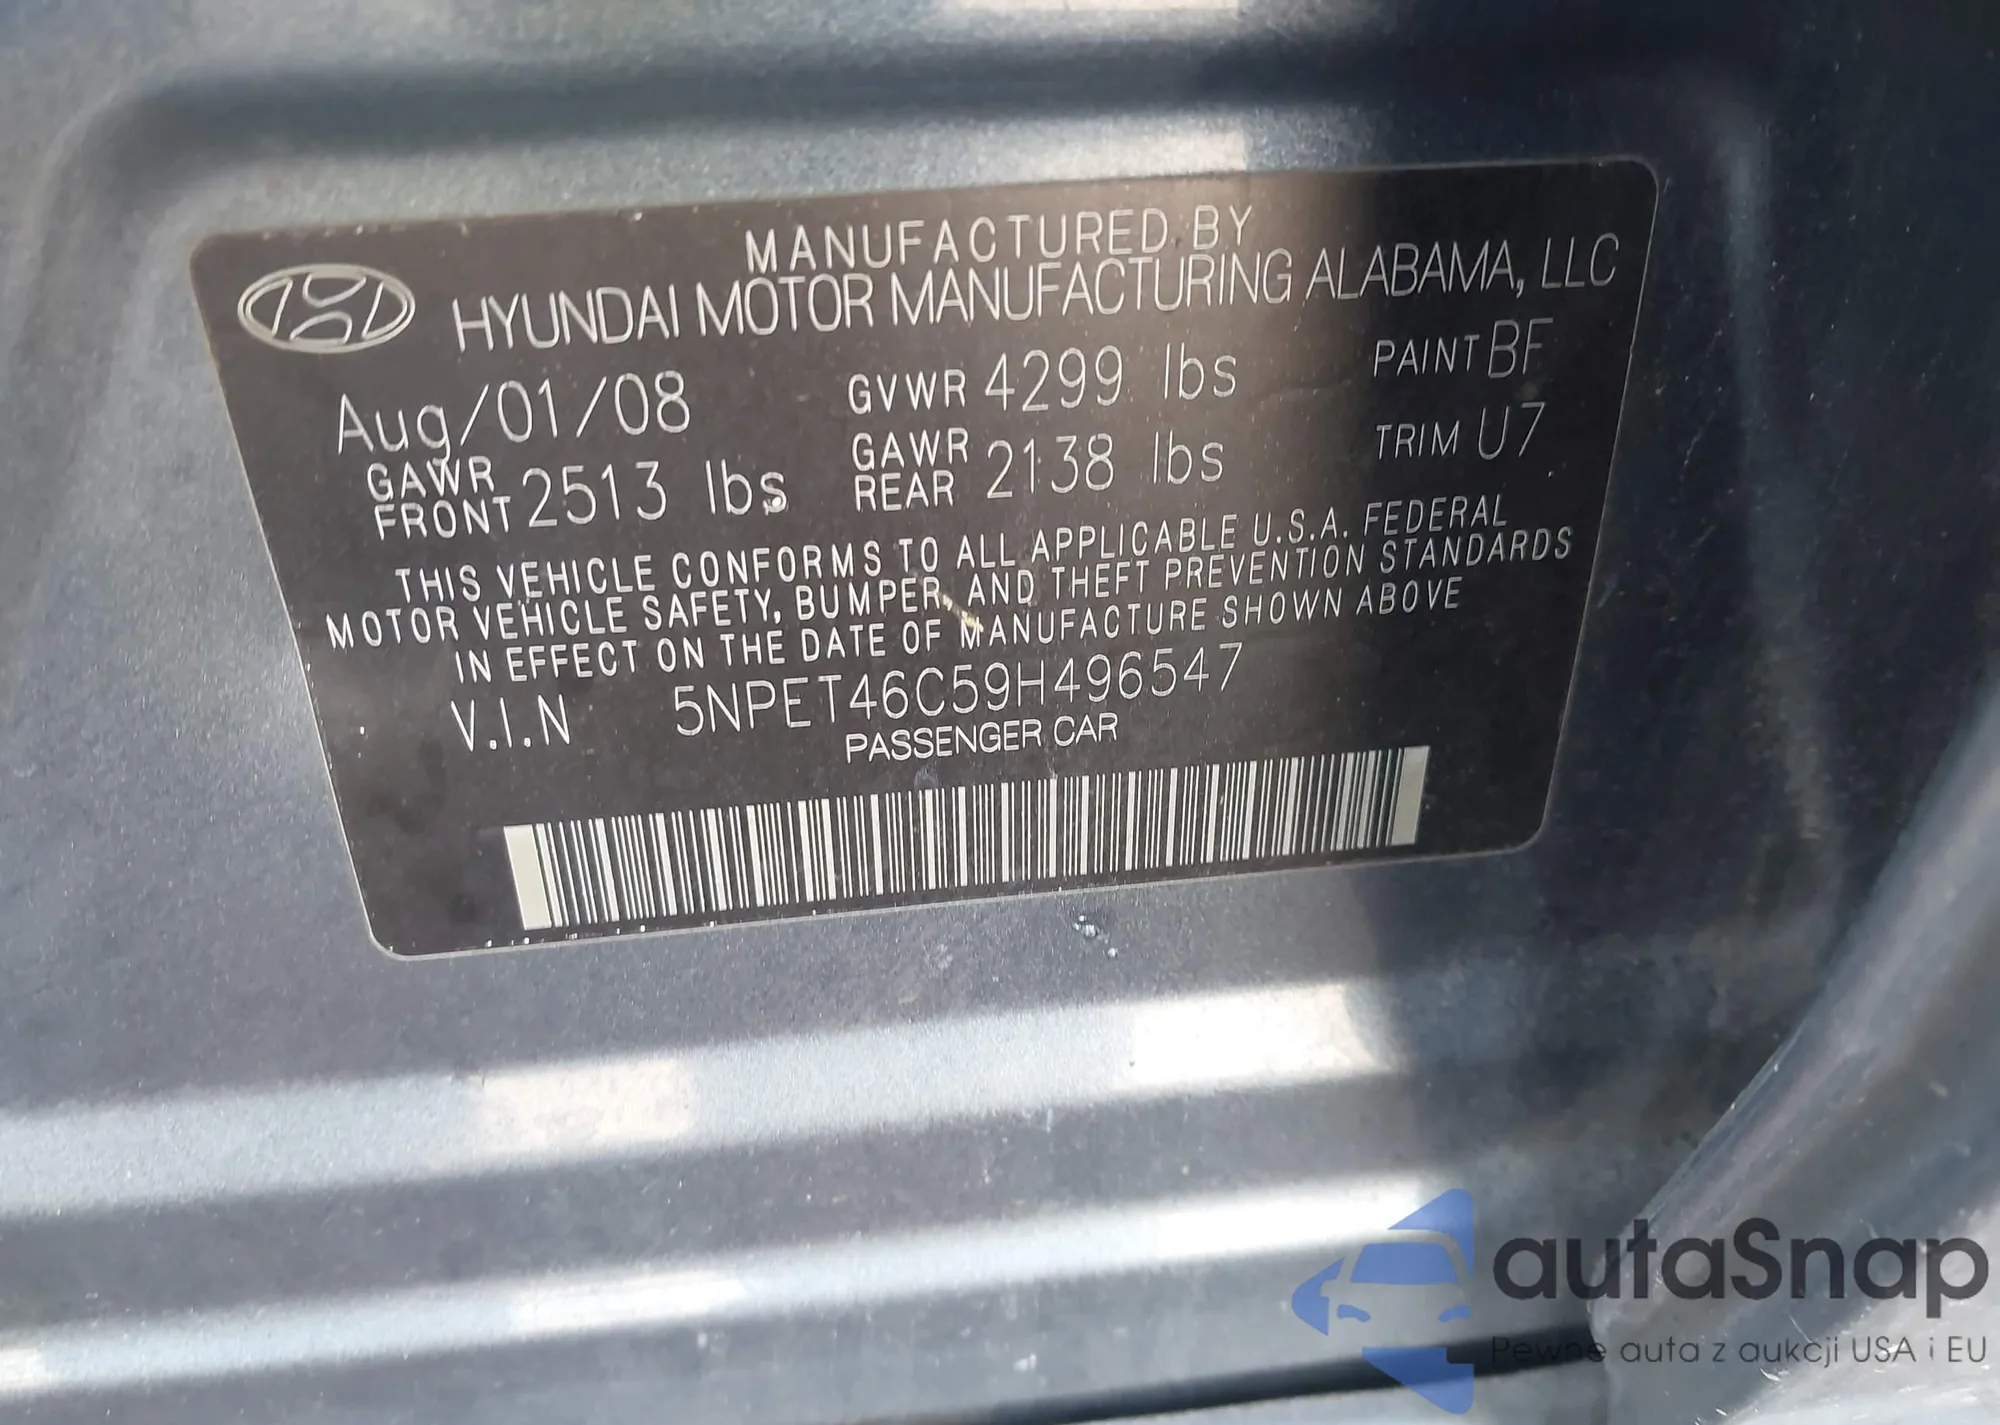 MANUFACTURED BY
HYUNDAI MOTOR MANUFACTURING ALABAMA, LLC
Aug/01/08 GVWR 4299 lbs PAINT BF
GAWR FRONT 2513 lbs GAWR REAR 2138 lbs TRIM U7
THIS VEHICLE CONFORMS TO ALL APPLICABLE U.S.A. FEDERAL
MOTOR VEHICLE SAFETY, BUMPER, AND THEFT PREVENTION STANDARDS
IN EFFECT ON THE DATE OF MANUFACTURE SHOWN ABOVE
V.I.N 5NPET46C59H496547
PASSENGER CAR
autaSnap
Pewne auta z aukcji USA i EU